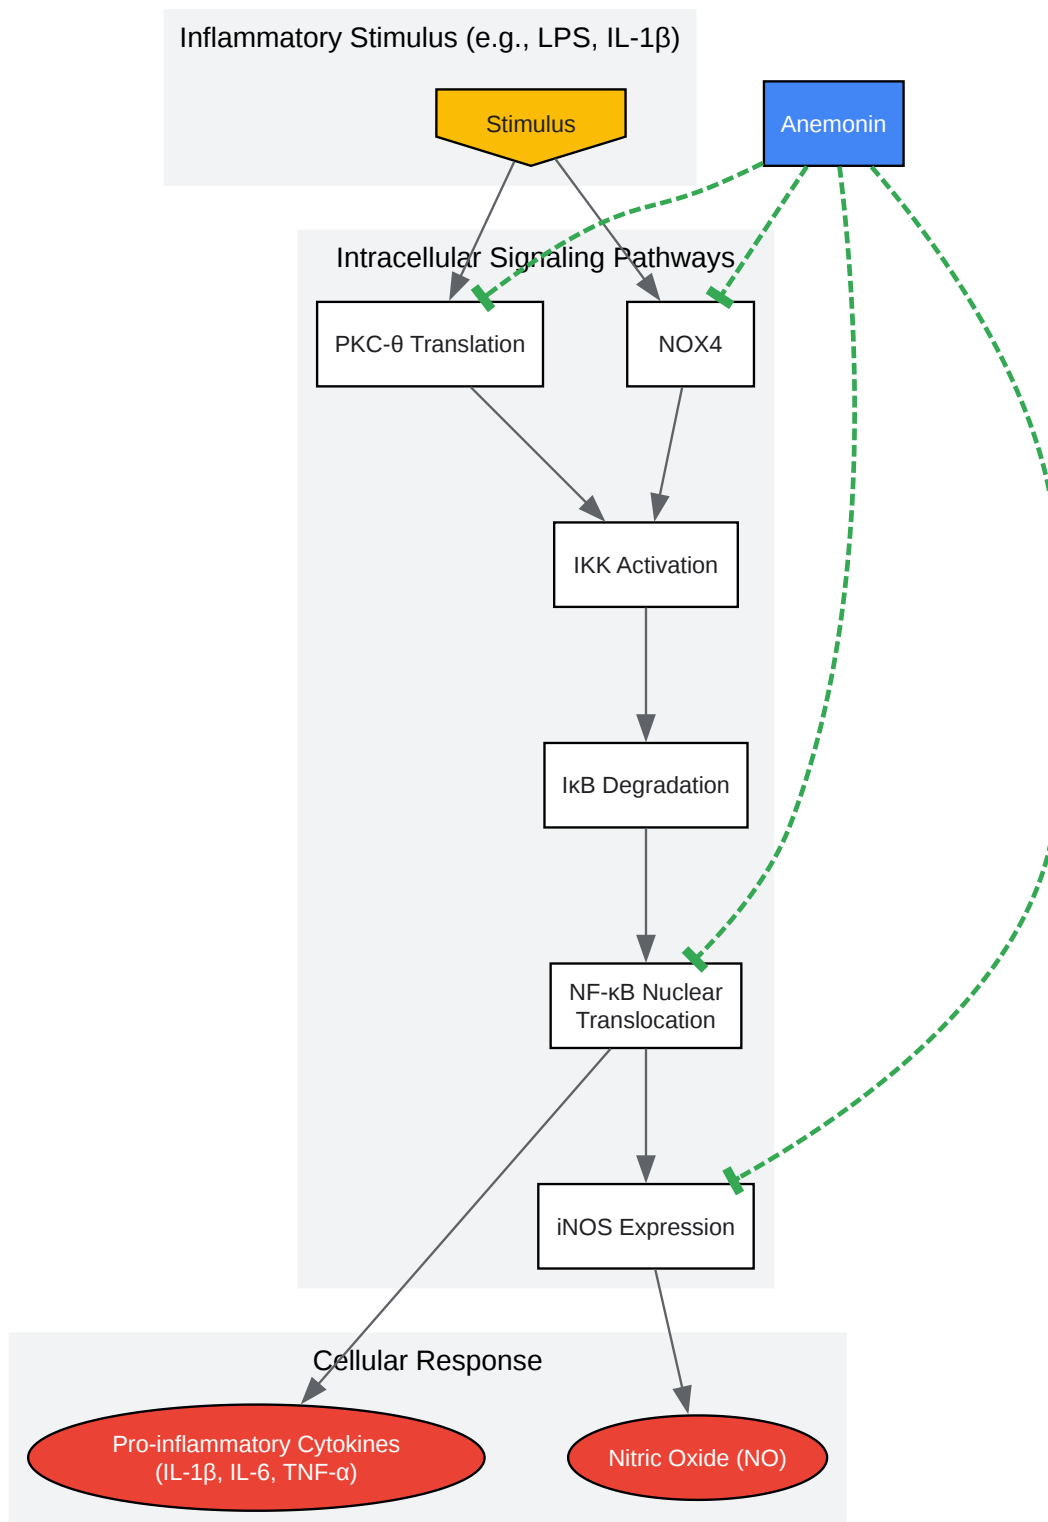 Inflammatory Stimulus (e.g., LPS, IL-1β)
Stimulus
Anemonin
Intracellular Signaling Pathways
PKC-θ Translation
NOX4
IKK Activation
IκB Degradation
NF-κB Nuclear
Translocation
iNOS Expression
Cellular Response
Pro-inflammatory Cytokines
(IL-1β, IL-6, TNF-α)
Nitric Oxide (NO)